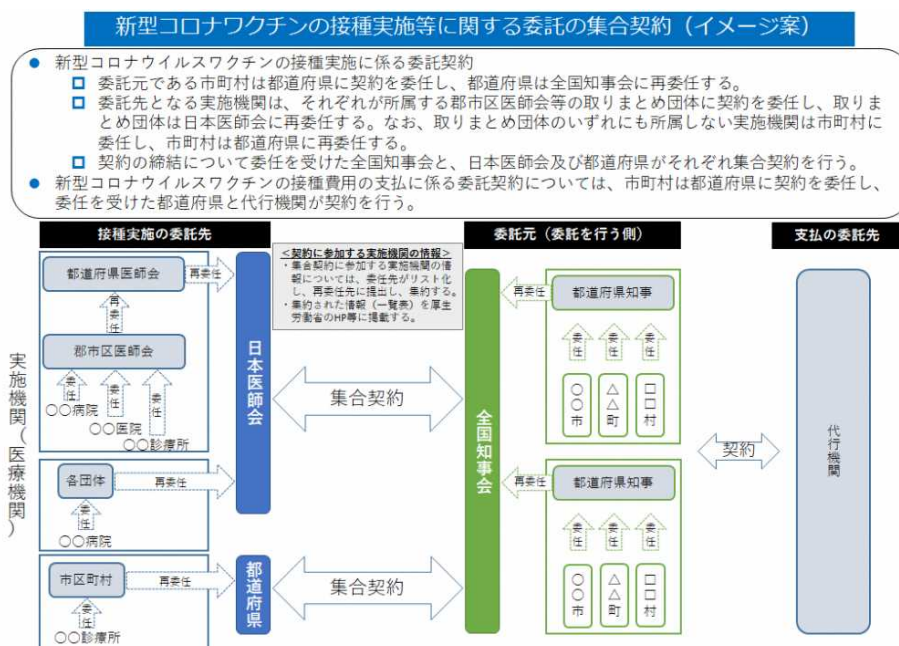 新型コロナワクチンの接種実施等に関する委託の集合契約（イメージ案）
● 新型コロナウイルスワクチンの接種実施に係る委託契約
□ 委託元である市町村は都道府県に契約を委任し、都道府県は全国知事会に再委任する。
□ 委託先となる実施機関は、それぞれが所属する郡市区医師会等の取りまとめ団体に契約を委任し、取りま
とめ団体は日本医師会に再委任する。なお、取りまとめ団体のいずれにも所属しない実施機関は市町村に
委任し、市町村は都道府県に再委任する。
□ 契約の締結について委任を受けた全国知事会と、日本医師会及び都道府県がそれぞれ集合契約を行う。
● 新型コロナウイルスワクチンの接種費用の支払に係る委託契約については、市町村は都道府県に契約を委任し、
委任を受けた都道府県と代行機関が契約を行う。
接種実施の委託先
委託元（委託を行う側）
支払の委託先
実施機関（医療機関）
都道府県医師会
再委任
再委任
郡市区医師会
委任
委任
委任
〇〇病院
〇〇医院
〇〇診療所
各団体
再委任
委任
〇〇病院
市区町村
再委任
委任
〇〇診療所
日本医師会
都道府県
＜契約に参加する実施機関の情報＞
・集合契約に参加する実施機関の情
報については、委任先がリスト化
し、再委任先に提出し、集約する。
・集約された情報（一覧表）を厚生
労働省のHP等に掲載する。
集合契約
集合契約
全国知事会
再委任
都道府県知事
委任
委任
委任
〇〇市
△△町
□□村
再委任
都道府県知事
委任
委任
委任
〇〇市
△△町
□□村
契約
代行機関